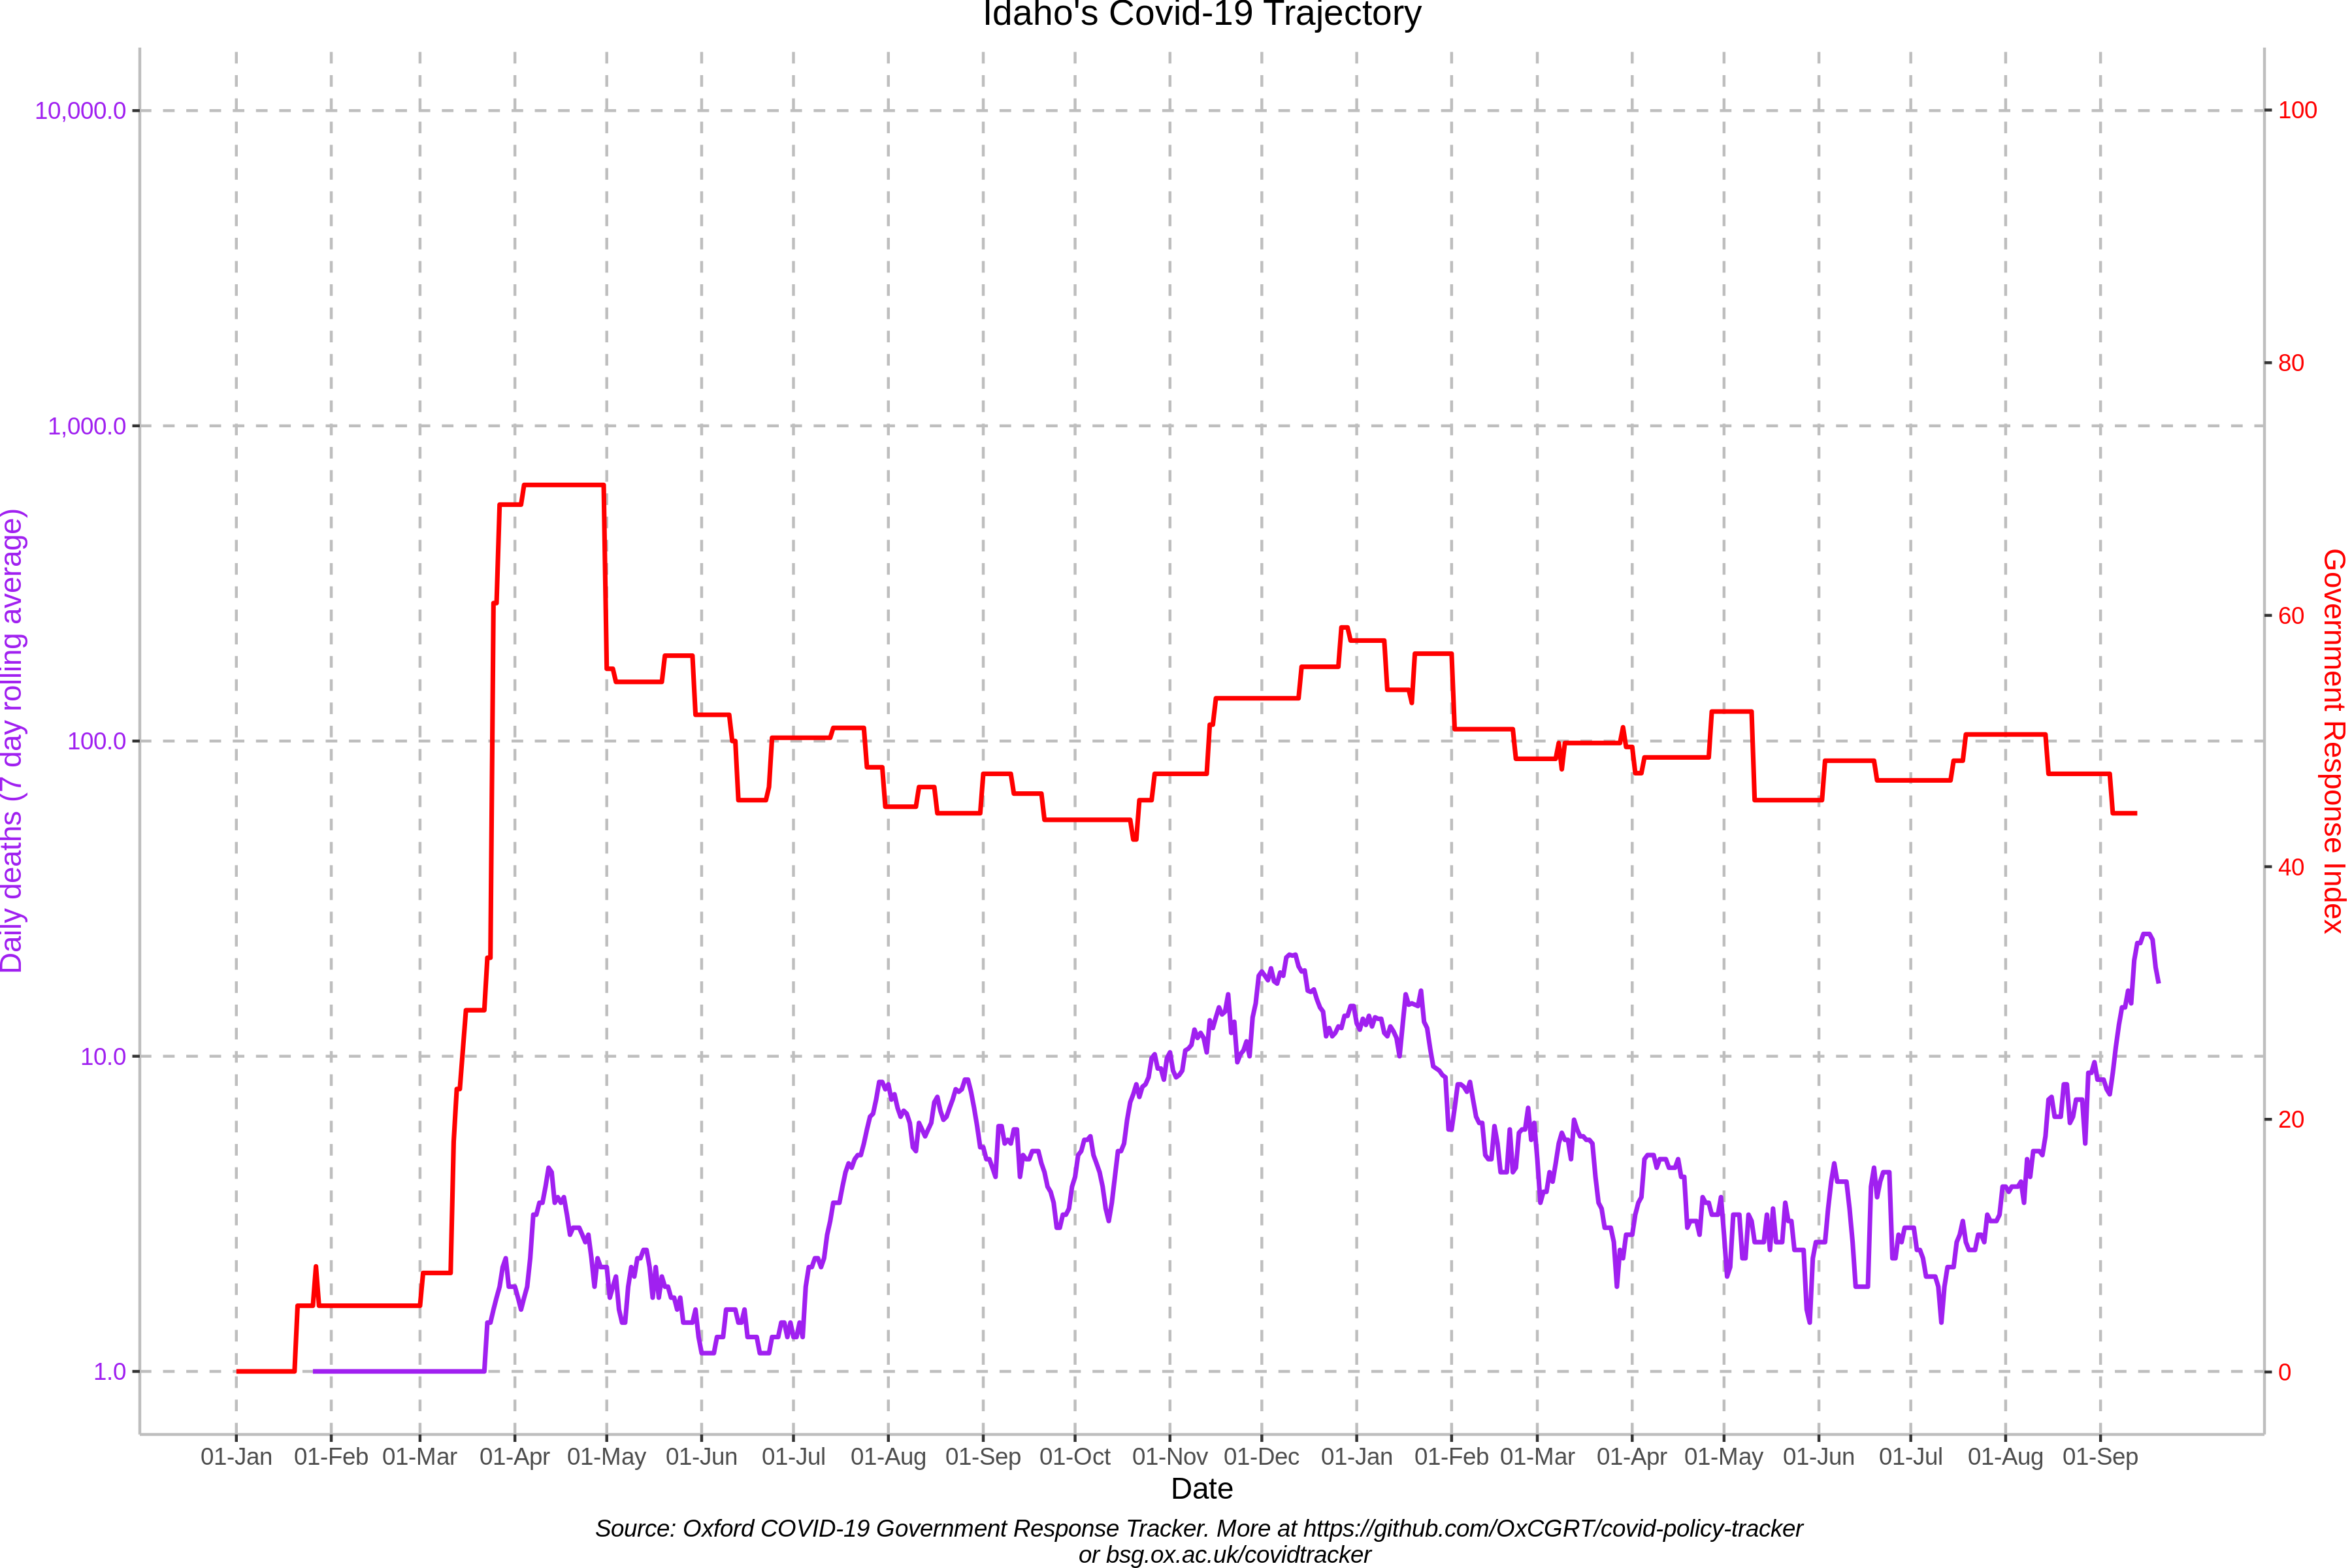 Idaho's Covid-19 Trajectory
10,000.0
1,000.0
100.0
10.0
1.0
Daily deaths (7 day rolling average)
100
80
60
40
20
0
Government Response Index
01-Jan 01-Feb 01-Mar 01-Apr 01-May 01-Jun 01-Jul 01-Aug 01-Sep 01-Oct 01-Nov 01-Dec 01-Jan 01-Feb 01-Mar 01-Apr 01-May 01-Jun 01-Jul 01-Aug 01-Sep
Date
Source: Oxford COVID-19 Government Response Tracker. More at https://github.com/OxCGRT/covid-policy-tracker
or bsg.ox.ac.uk/covidtracker